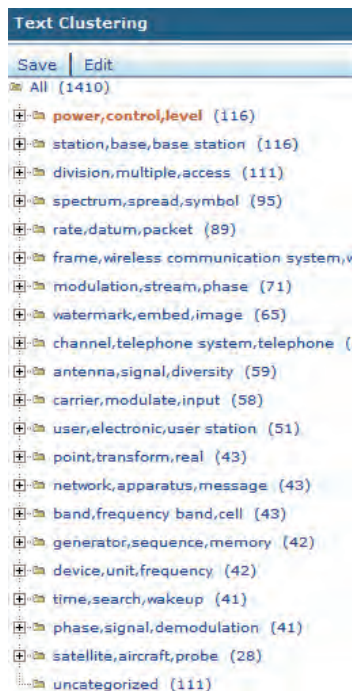 Text Clustering
Save | Edit
All (1410)
power,control,level (116)
station,base,base station (116)
division,multiple,access (111)
spectrum,spread,symbol (95)
rate,datum,packet (89)
frame,wireless communication system,w
modulation,stream,phase (71)
watermark,embed,image (65)
channel,telephone system,telephone (
antenna,signal,diversity (59)
carrier,modulate,input (58)
user,electronic,user station (51)
point,transform,real (43)
network,apparatus,message (43)
band,frequency band,cell (43)
generator,sequence,memory (42)
device,unit,frequency (42)
time,search,wakeup (41)
phase,signal,demodulation (41)
satellite,aircraft,probe (28)
uncategorized (111)